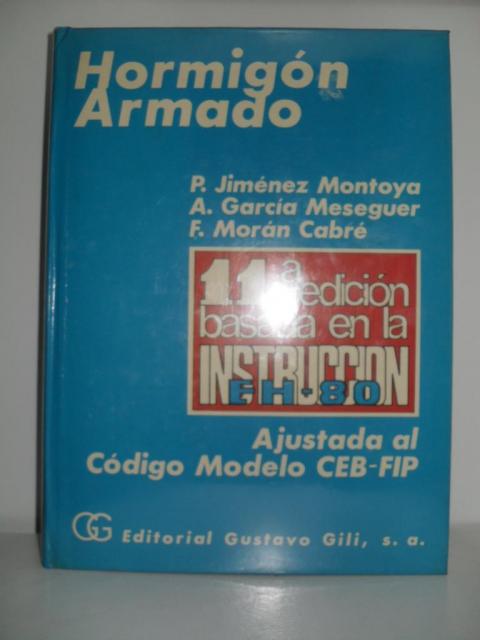 Hormigón
Armado
P. Jiménez Montoya
A. García Meseguer
F. Morán Cabré
11a edición
basada en la
INSTRUCCION
EH-80
Ajustada al
Código Modelo CEB-FIP
GG Editorial Gustavo Gili, s. a.